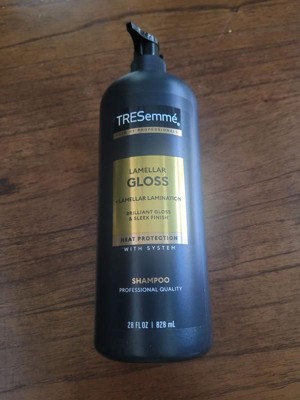 TRESemmé
LAMELLAR
GLOSS
LAMELLAR LAMINATION
BRILLIANT GLOSS
& SLEEK FINISH
HEAT PROTECTION
WITH SYSTEM
SHAMPOO
PROFESSIONAL QUALITY
28 FL OZ | 828 mL